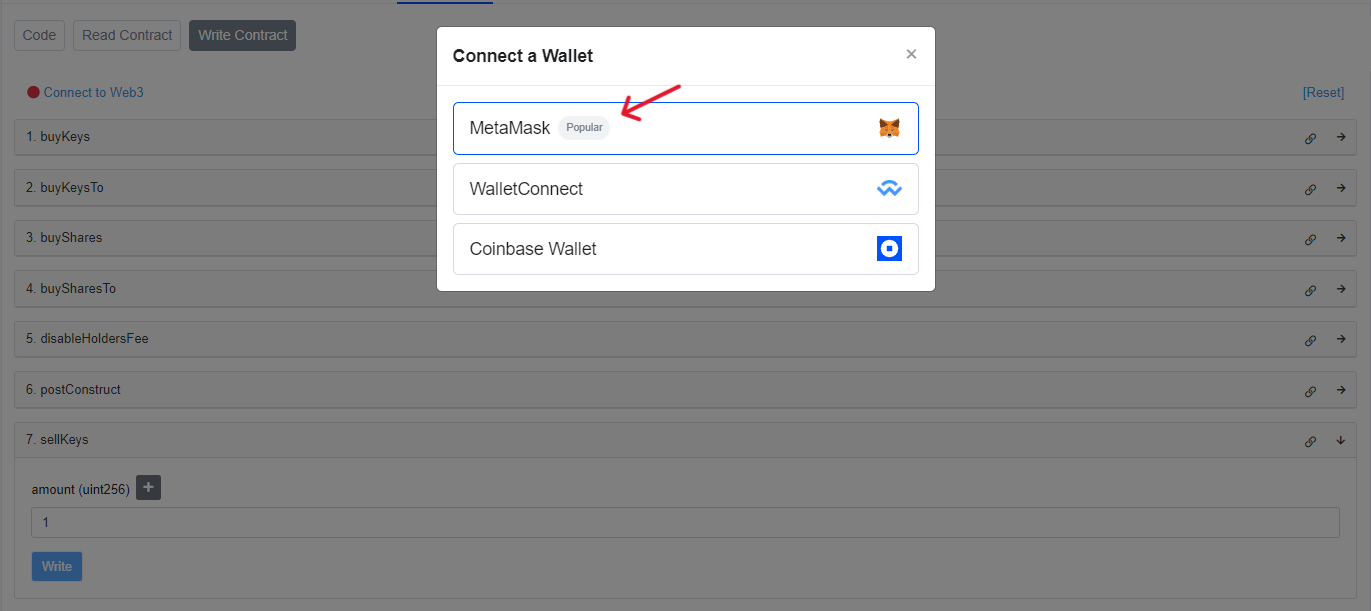 Code Read Contract Write Contract
Connect a Wallet ×
Connect to Web3 [Reset]
MetaMask Popular
WalletConnect
Coinbase Wallet
1. buyKeys
2. buyKeysTo
3. buyShares
4. buySharesTo
5. disableHoldersFee
6. postConstruct
7. sellKeys
amount (uint256) +
1
Write